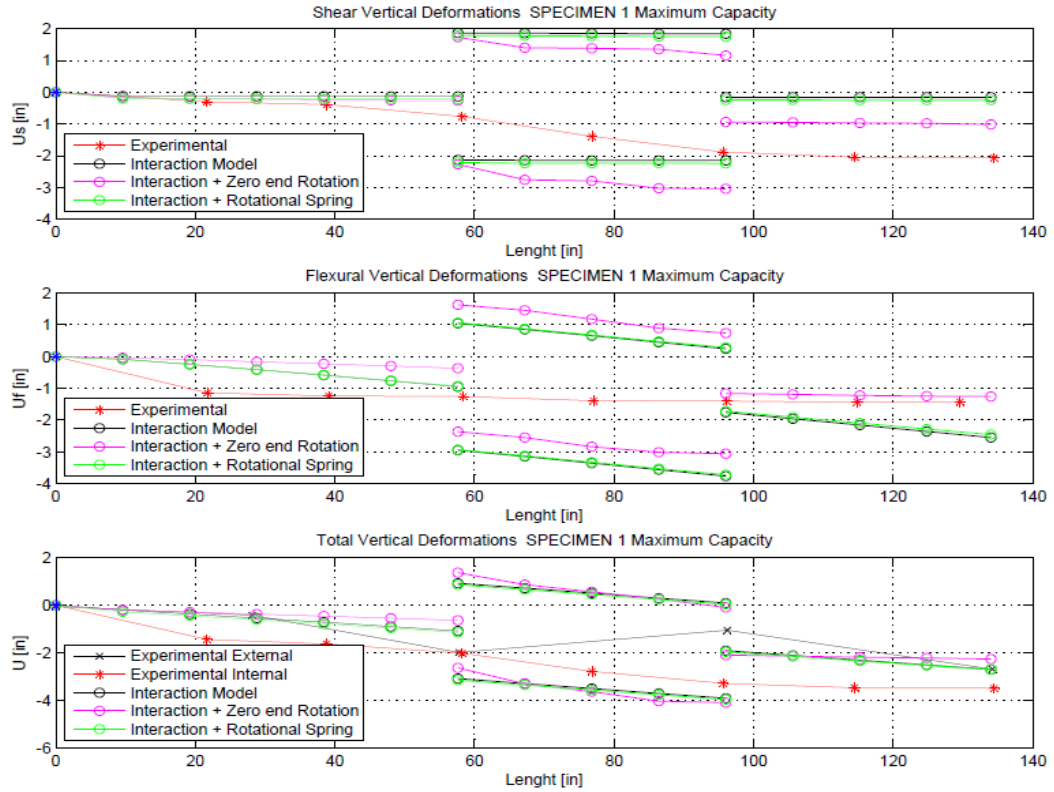 Shear Vertical Deformations SPECIMEN 1 Maximum Capacity
2
1
0
-1
-2
-3
-4
Us [in]
Experimental
Interaction Model
Interaction + Zero end Rotation
Interaction + Rotational Spring
0 20 40 60 80 100 120 140
Lenght [in]
Flexural Vertical Deformations SPECIMEN 1 Maximum Capacity
2
1
0
-1
-2
-3
-4
Uf [in]
Experimental
Interaction Model
Interaction + Zero end Rotation
Interaction + Rotational Spring
0 20 40 60 80 100 120 140
Lenght [in]
Total Vertical Deformations SPECIMEN 1 Maximum Capacity
2
0
-2
-4
-6
U [in]
Experimental External
Experimental Internal
Interaction Model
Interaction + Zero end Rotation
Interaction + Rotational Spring
0 20 40 60 80 100 120 140
Lenght [in]